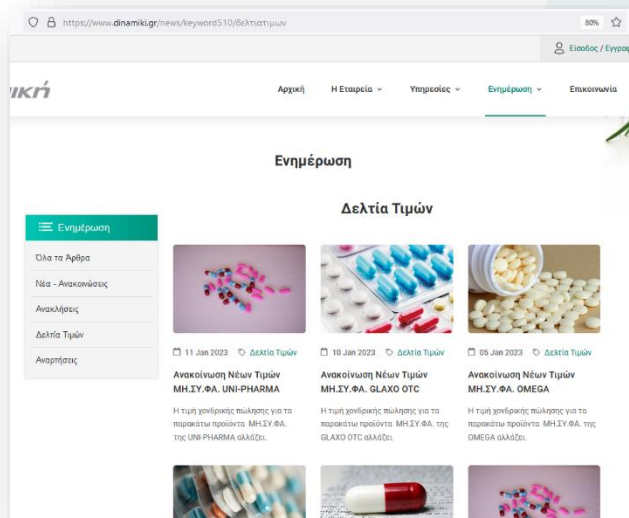 https://www.dinamiki.gr/news/keyword510/δελτιατιμων
80%
Είσοδος / Εγγραφ
ική
Αρχική
Η Εταιρεία
Υπηρεσίες
Ενημέρωση
Επικοινωνία
Ενημέρωση
Ενημέρωση
Όλα τα Άρθρα
Νέα - Ανακοινώσεις
Ανακλήσεις
Δελτία Τιμών
Αναρτήσεις
Δελτία Τιμών
11 Jan 2023 Δελτία Τιμών
Ανακοίνωση Νέων Τιμών
ΜΗ.ΣΥ.ΦΑ. UNI-PHARMA
Η τιμή χονδρικής πώλησης για τα
παρακάτω προϊόντα ΜΗ.ΣΥ.ΦΑ.
της UNI-PHARMA αλλάζει.
10 Jan 2023 Δελτία Τιμών
Ανακοίνωση Νέων Τιμών
ΜΗ.ΣΥ.ΦΑ. GLAXO OTC
Η τιμή χονδρικής πώλησης για τα
παρακάτω προϊόντα ΜΗ.ΣΥ.ΦΑ. της
GLAXO OTC αλλάζει.
05 Jan 2023 Δελτία Τιμών
Ανακοίνωση Νέων Τιμών
ΜΗ.ΣΥ.ΦΑ. OMEGA
Η τιμή χονδρικής πώλησης για τα
παρακάτω προϊόντα ΜΗ.ΣΥ.ΦΑ. της
OMEGA αλλάζει.